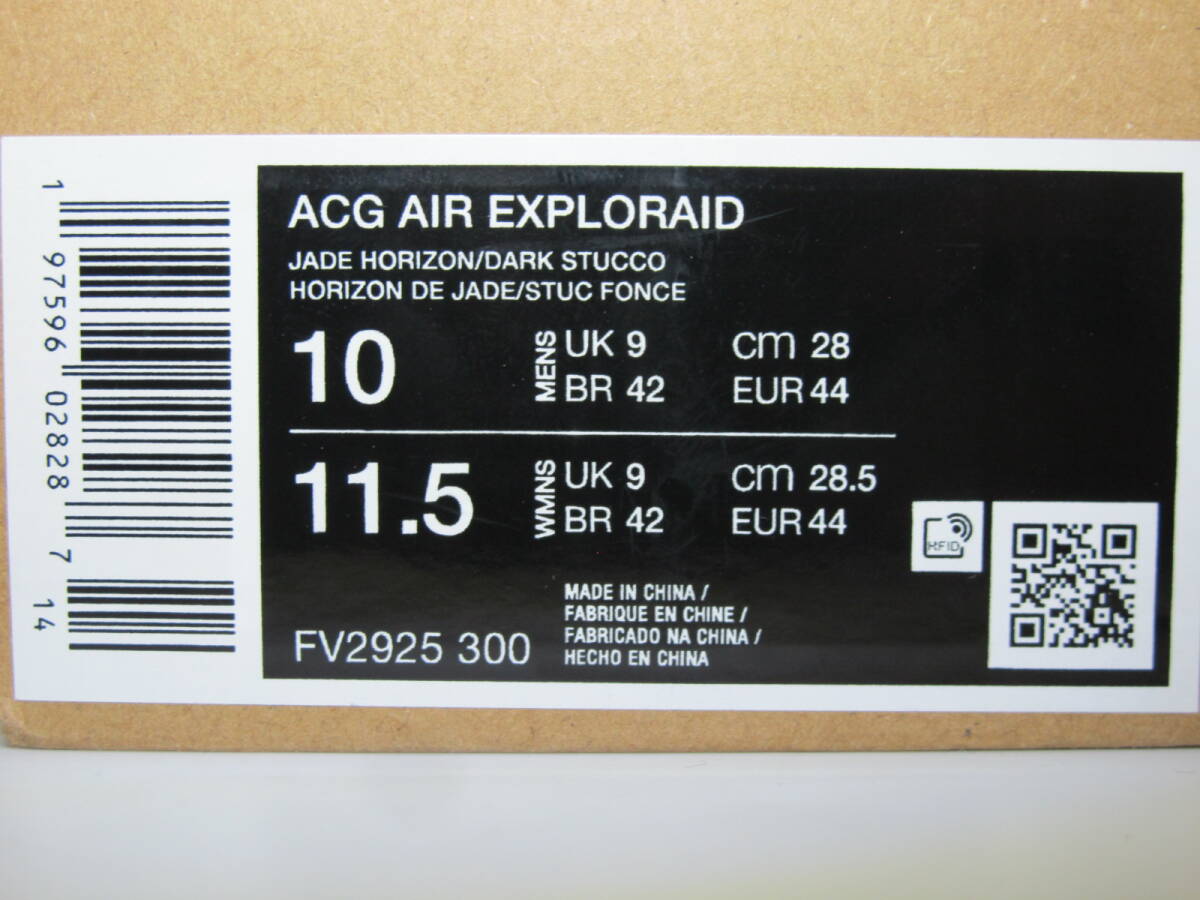 1 97596 02828 7 14
ACG AIR EXPLORAID
JADE HORIZON/DARK STUCCO
HORIZON DE JADE/STUC FONCE
10 MENS UK 9 cm 28
BR 42 EUR 44
11.5 WMNS UK 9 cm 28.5
BR 42 EUR 44
RFID
MADE IN CHINA /
FABRIQUE EN CHINE /
FABRICADO NA CHINA /
HECHO EN CHINA
FV2925 300